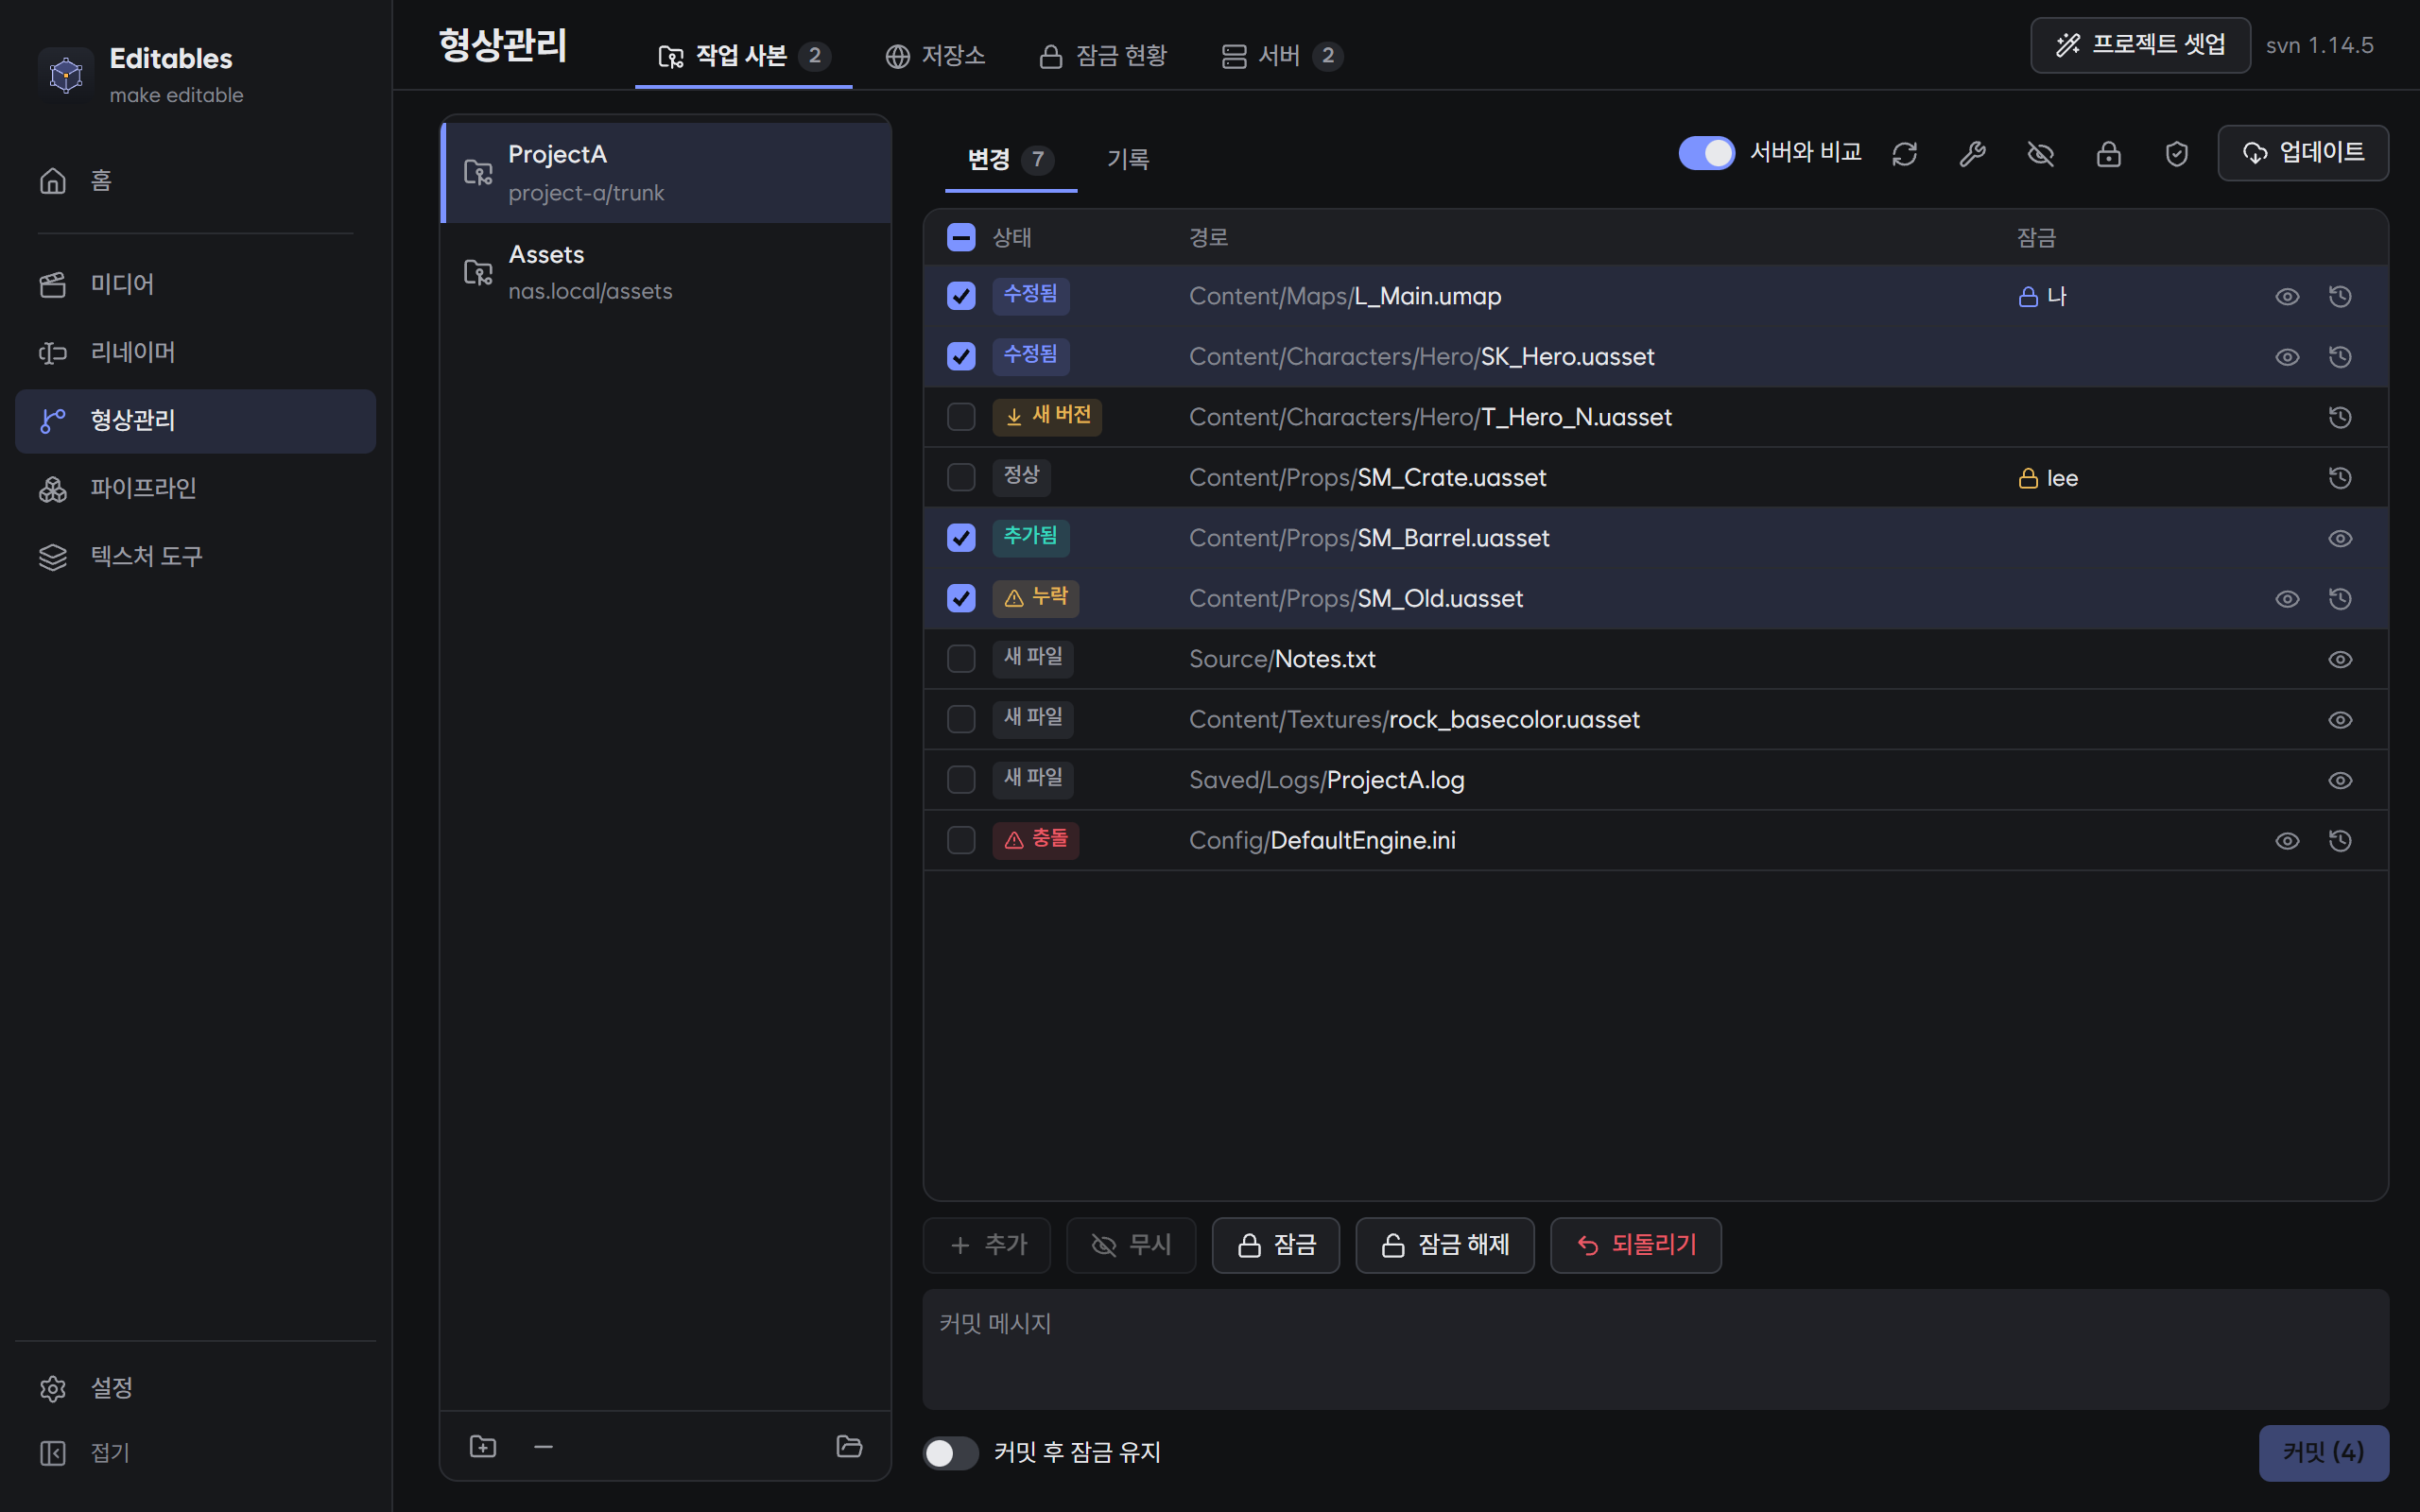 Editables
make editable
홈
미디어
리네이머
형상관리
파이프라인
텍스처 도구
설정
접기
형상관리
작업 사본 2
저장소
잠금 현황
서버 2
프로젝트 셋업
svn 1.14.5
ProjectA
project-a/trunk
Assets
nas.local/assets
변경 7
기록
서버와 비교
업데이트
상태 경로 잠금
수정됨 Content/Maps/L_Main.umap 나
수정됨 Content/Characters/Hero/SK_Hero.uasset
새 버전 Content/Characters/Hero/T_Hero_N.uasset
정상 Content/Props/SM_Crate.uasset lee
추가됨 Content/Props/SM_Barrel.uasset
누락 Content/Props/SM_Old.uasset
새 파일 Source/Notes.txt
새 파일 Content/Textures/rock_basecolor.uasset
새 파일 Saved/Logs/ProjectA.log
충돌 Config/DefaultEngine.ini
추가
무시
잠금
잠금 해제
되돌리기
커밋 메시지
커밋 후 잠금 유지
커밋 (4)